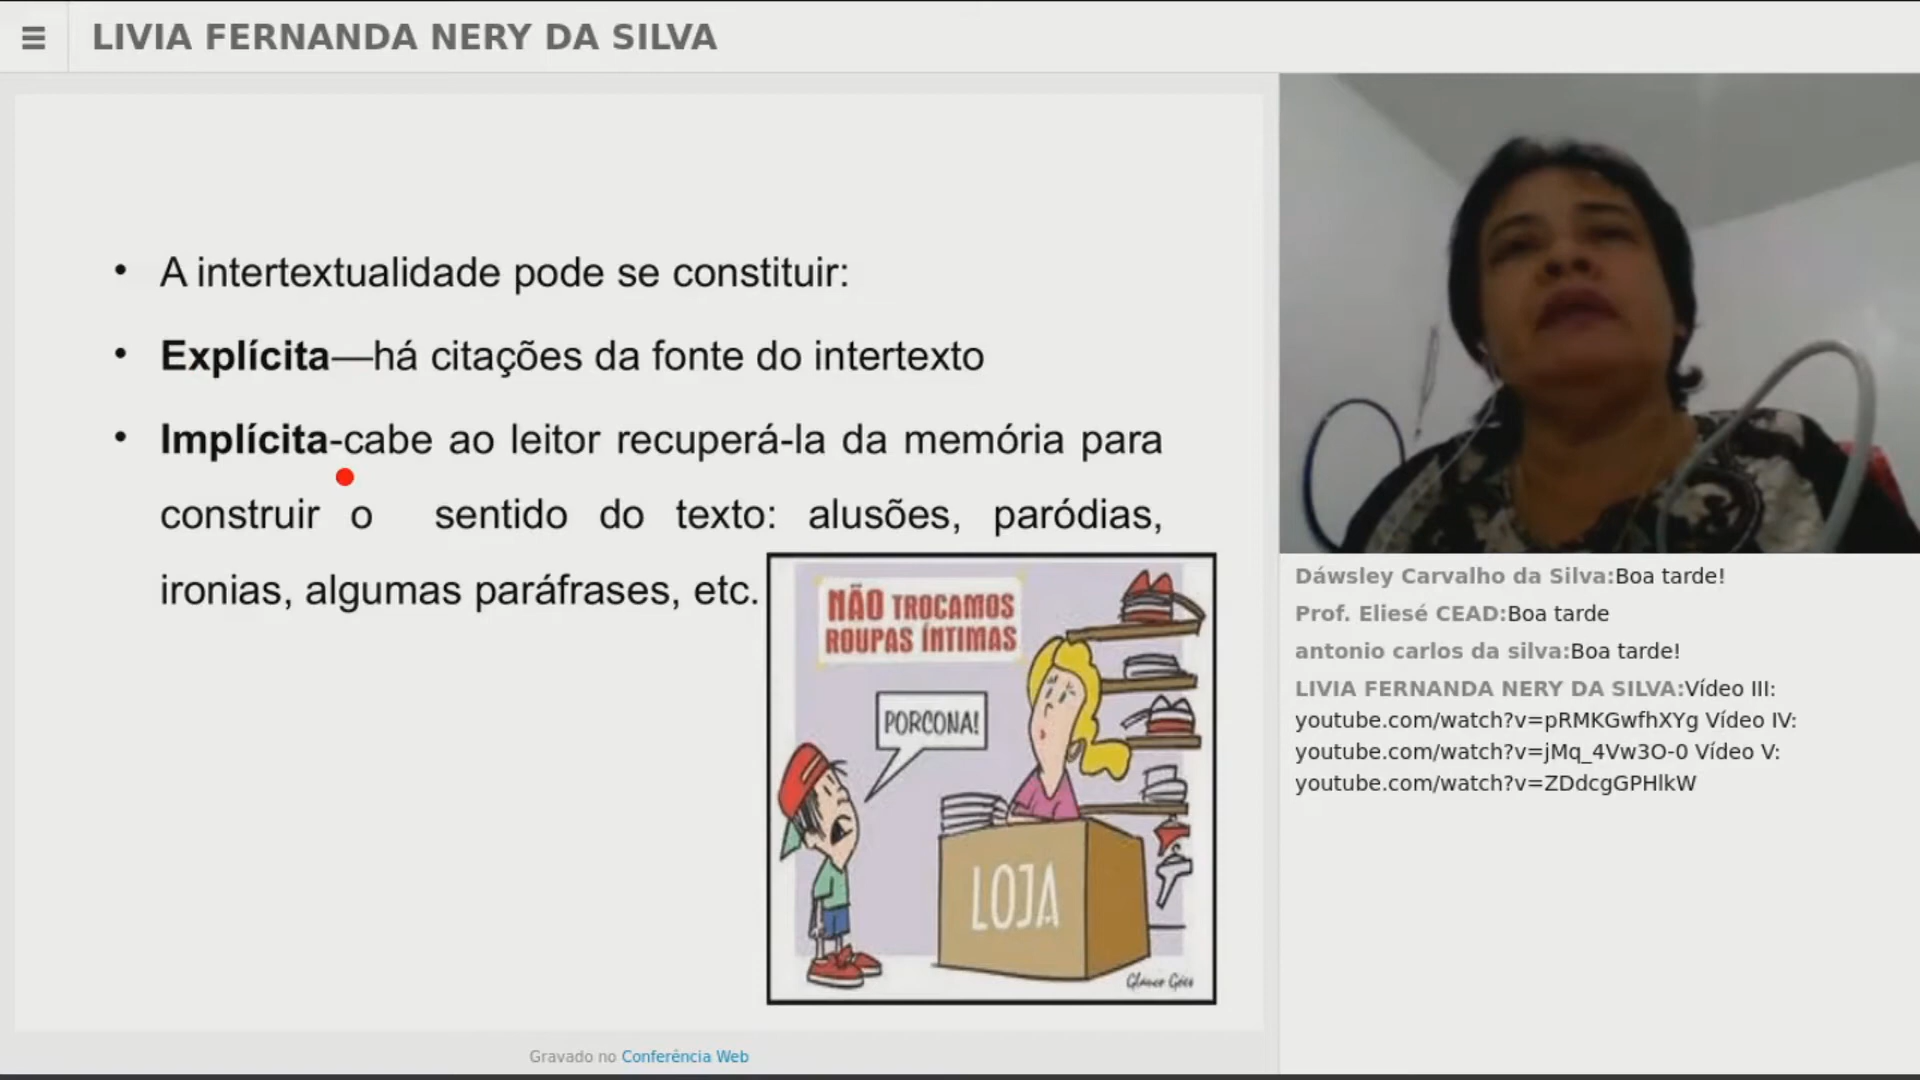 LIVIA FERNANDA NERY DA SILVA
• A intertextualidade pode se constituir:
• Explícita—há citações da fonte do intertexto
• Implícita-cabe ao leitor recuperá-la da memória para
construir o sentido do texto: alusões, paródias,
ironias, algumas paráfrases, etc.
NÃO TROCAMOS
ROUPAS ÍNTIMAS
PORCONA!
LOJA
Glauco Góes
Gravado no Conferência Web
Dáwsley Carvalho da Silva:Boa tarde!
Prof. Eliesé CEAD:Boa tarde
antonio carlos da silva:Boa tarde!
LIVIA FERNANDA NERY DA SILVA:Vídeo III:
youtube.com/watch?v=pRMKGwfhXYg Vídeo IV:
youtube.com/watch?v=jMq_4Vw3O-0 Vídeo V:
youtube.com/watch?v=ZDdcgGPHlkW